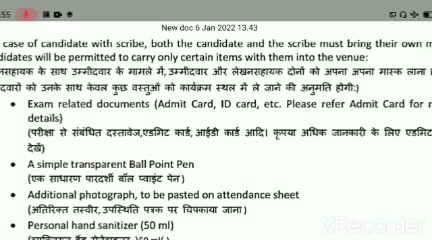 :55
New doc 6 Jan 2022 13.43
case of candidate with scribe, both the candidate and the scribe must bring their own m
didates will be permitted to carry only certain items with them into the venue:
नसहायक के साथ उम्मीदवार के मामले में, उम्मीदवार और लेखनसहायक दोनों को अपना अपना मास्क लाना
दवारों को उनके साथ केवल कुछ वस्तुओं को कार्यक्रम स्थल में ले जाने की अनुमति होगी:)
• Exam related documents (Admit Card, ID card, etc. Please refer Admit Card for
details)
(परीक्षा से संबंधित दस्तावेज,एडमिट कार्ड, आईडी कार्ड आदि। कृपया अधिक जानकारी के लिए एडमिट
देखें)
• A simple transparent Ball Point Pen
(एक साधारण पारदर्शी बॉल प्वाइंट पेन )
• Additional photograph, to be pasted on attendance sheet
(अतिरिक्त तस्वीर, उपस्थिति पत्रक पर चिपकाया जाना )
• Personal hand sanitizer (50 ml)
XRecorder